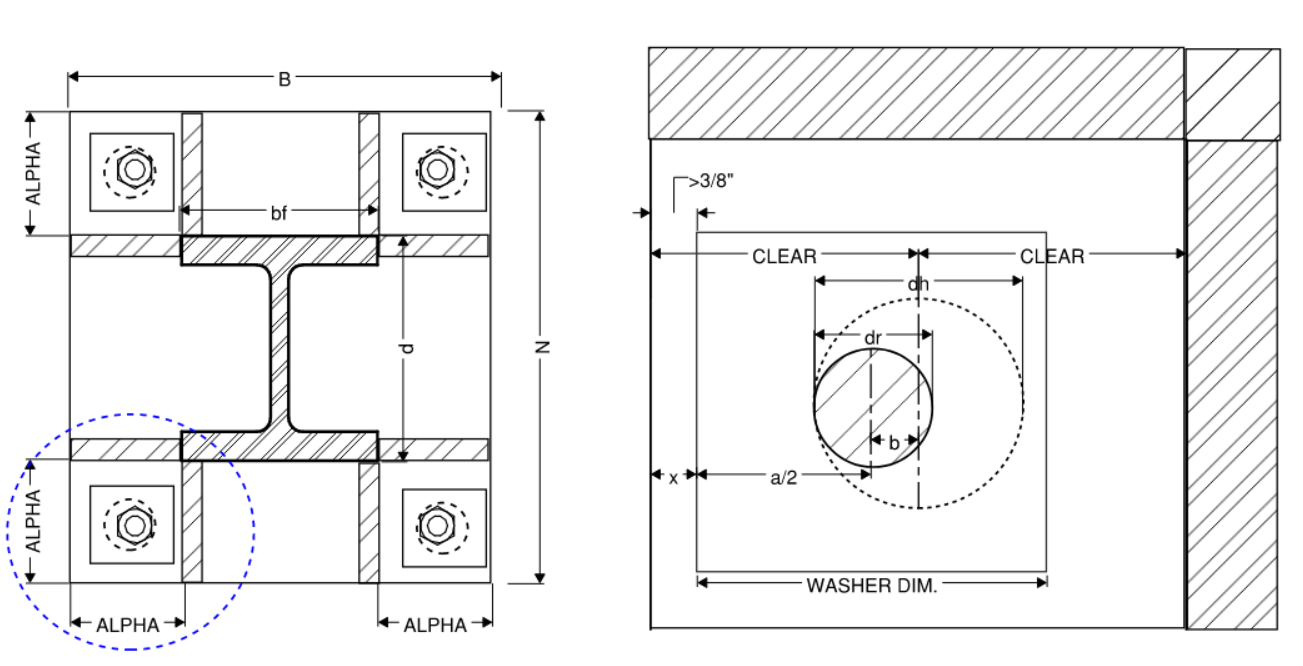 B
ALPHA
bf
d
N
ALPHA
ALPHA
ALPHA
>3/8"
CLEAR
CLEAR
dh
dr
b
x
a/2
WASHER DIM.